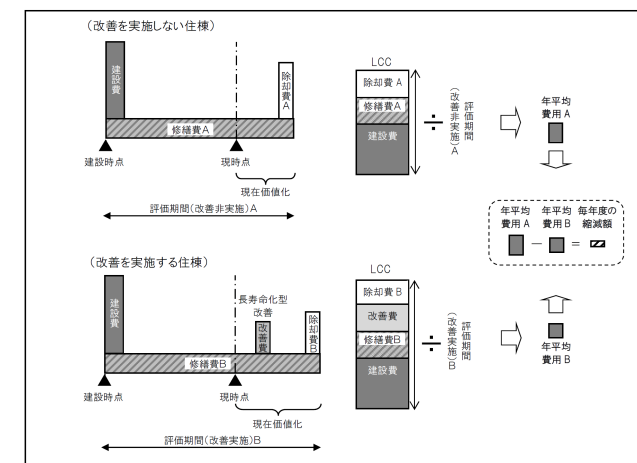 (改善を実施しない住棟)
建設費
除却費A
修繕費A
建設時点
現時点
現在価値化
評価期間(改善非実施)A
LCC
除却費A
修繕費A
建設費
÷
評価期間
(改善非実施)A
年平均
費用A
年平均
費用A
年平均
費用B
毎年度の
縮減額
－
＝
(改善を実施する住棟)
建設費
長寿命化型
改善
改善費
除却費B
修繕費B
建設時点
現時点
現在価値化
評価期間(改善実施)B
LCC
除却費B
改善費
修繕費B
建設費
÷
評価期間
(改善実施)B
年平均
費用B